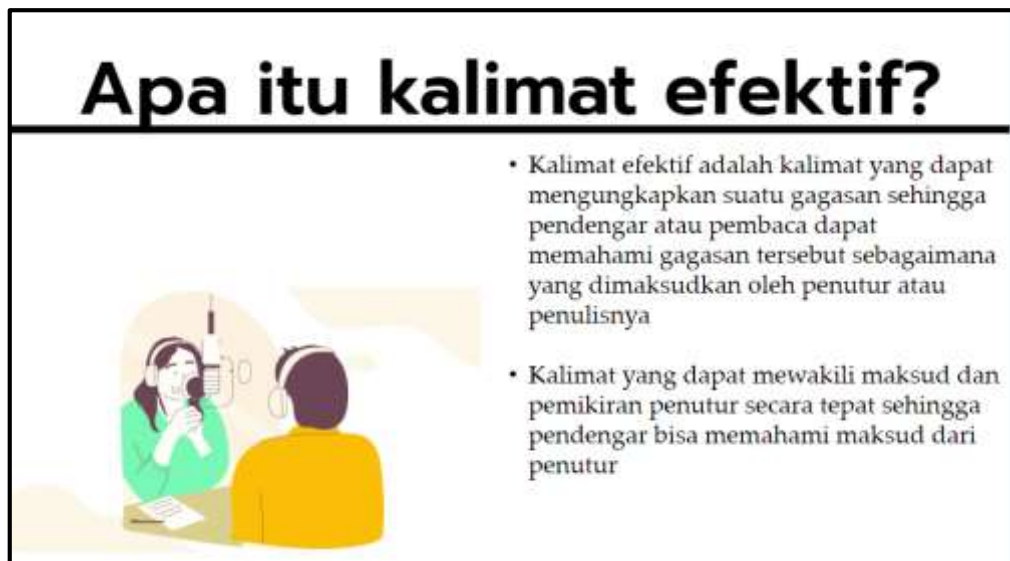 Apa itu kalimat efektif?
• Kalimat efektif adalah kalimat yang dapat
mengungkapkan suatu gagasan sehingga
pendengar atau pembaca dapat
memahami gagasan tersebut sebagaimana
yang dimaksudkan oleh penutur atau
penulisnya
• Kalimat yang dapat mewakili maksud dan
pemikiran penutur secara tepat sehingga
pendengar bisa memahami maksud dari
penutur